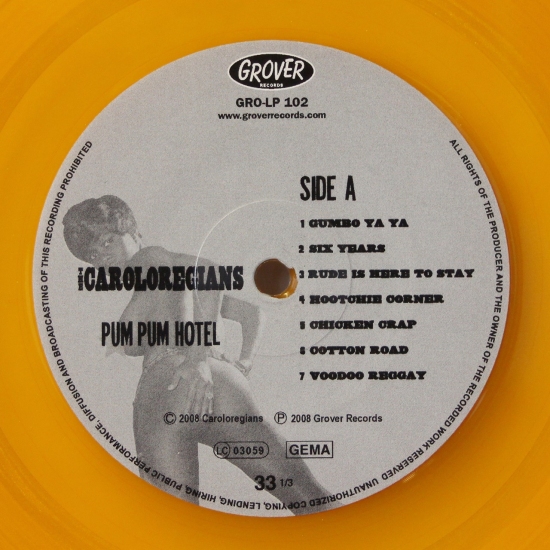 GROVER
RECORDS
GRO-LP 102
www.groverrecords.com
SIDE A
1 GUMBO YA YA
2 SIX YEARS
3 RUDE IS HERE TO STAY
4 HOOTCHIE CORNER
5 CHICKEN CRAP
6 COTTON ROAD
7 VOODOO REGGAY
THE CAROLOREGIANS
PUM PUM HOTEL
© 2008 Caroloregians ℗ 2008 Grover Records
LC 03059 GEMA
33 1/3
ALL RIGHTS OF THE PRODUCER AND THE OWNER OF THE RECORDED WORK RESERVED UNAUTHORIZED COPYING, LENDING, HIRING, PUBLIC PERFORMANCE, DIFFUSION AND BROADCASTING OF THIS RECORDING PROHIBITED